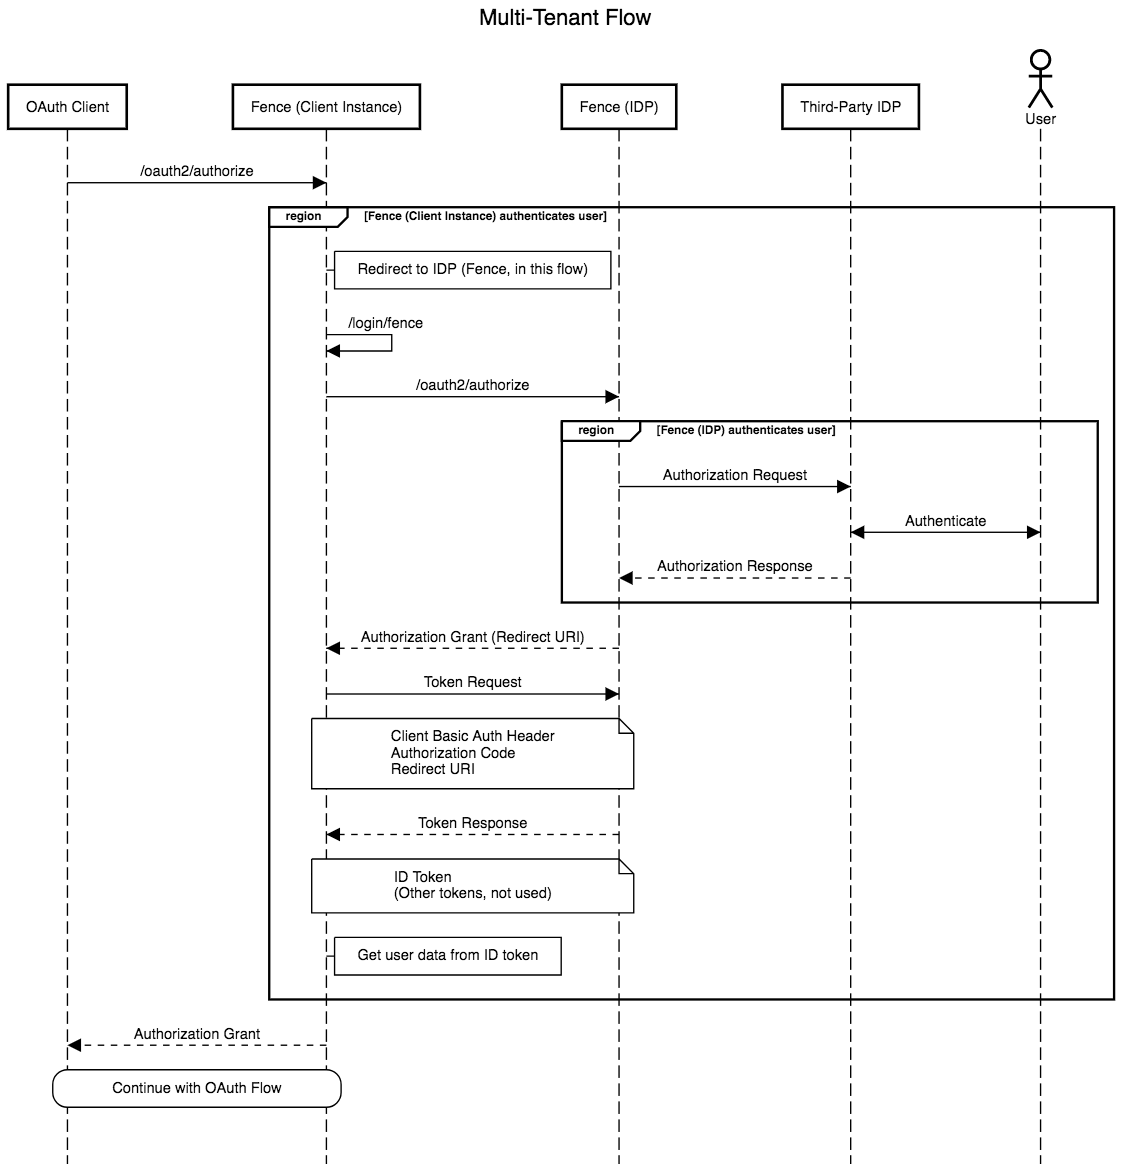 Multi-Tenant Flow
OAuth Client
Fence (Client Instance)
Fence (IDP)
Third-Party IDP
User
/oauth2/authorize
region
[Fence (Client Instance) authenticates user]
Redirect to IDP (Fence, in this flow)
/login/fence
/oauth2/authorize
region
[Fence (IDP) authenticates user]
Authorization Request
Authenticate
Authorization Response
Authorization Grant (Redirect URI)
Token Request
Client Basic Auth Header
Authorization Code
Redirect URI
Token Response
ID Token
(Other tokens, not used)
Get user data from ID token
Authorization Grant
Continue with OAuth Flow